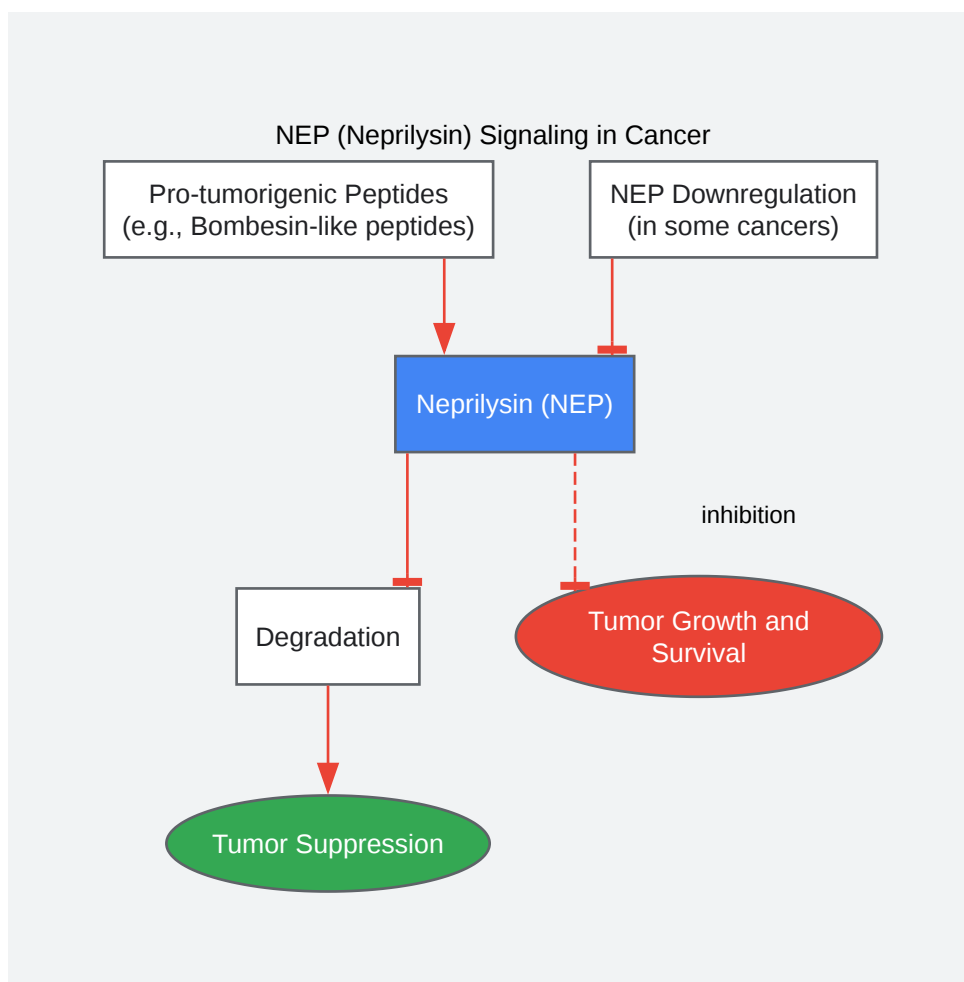 NEP (Neprilysin) Signaling in Cancer
Pro-tumorigenic Peptides
(e.g., Bombesin-like peptides)
NEP Downregulation
(in some cancers)
Neprilysin (NEP)
inhibition
Degradation
Tumor Growth and
Survival
Tumor Suppression